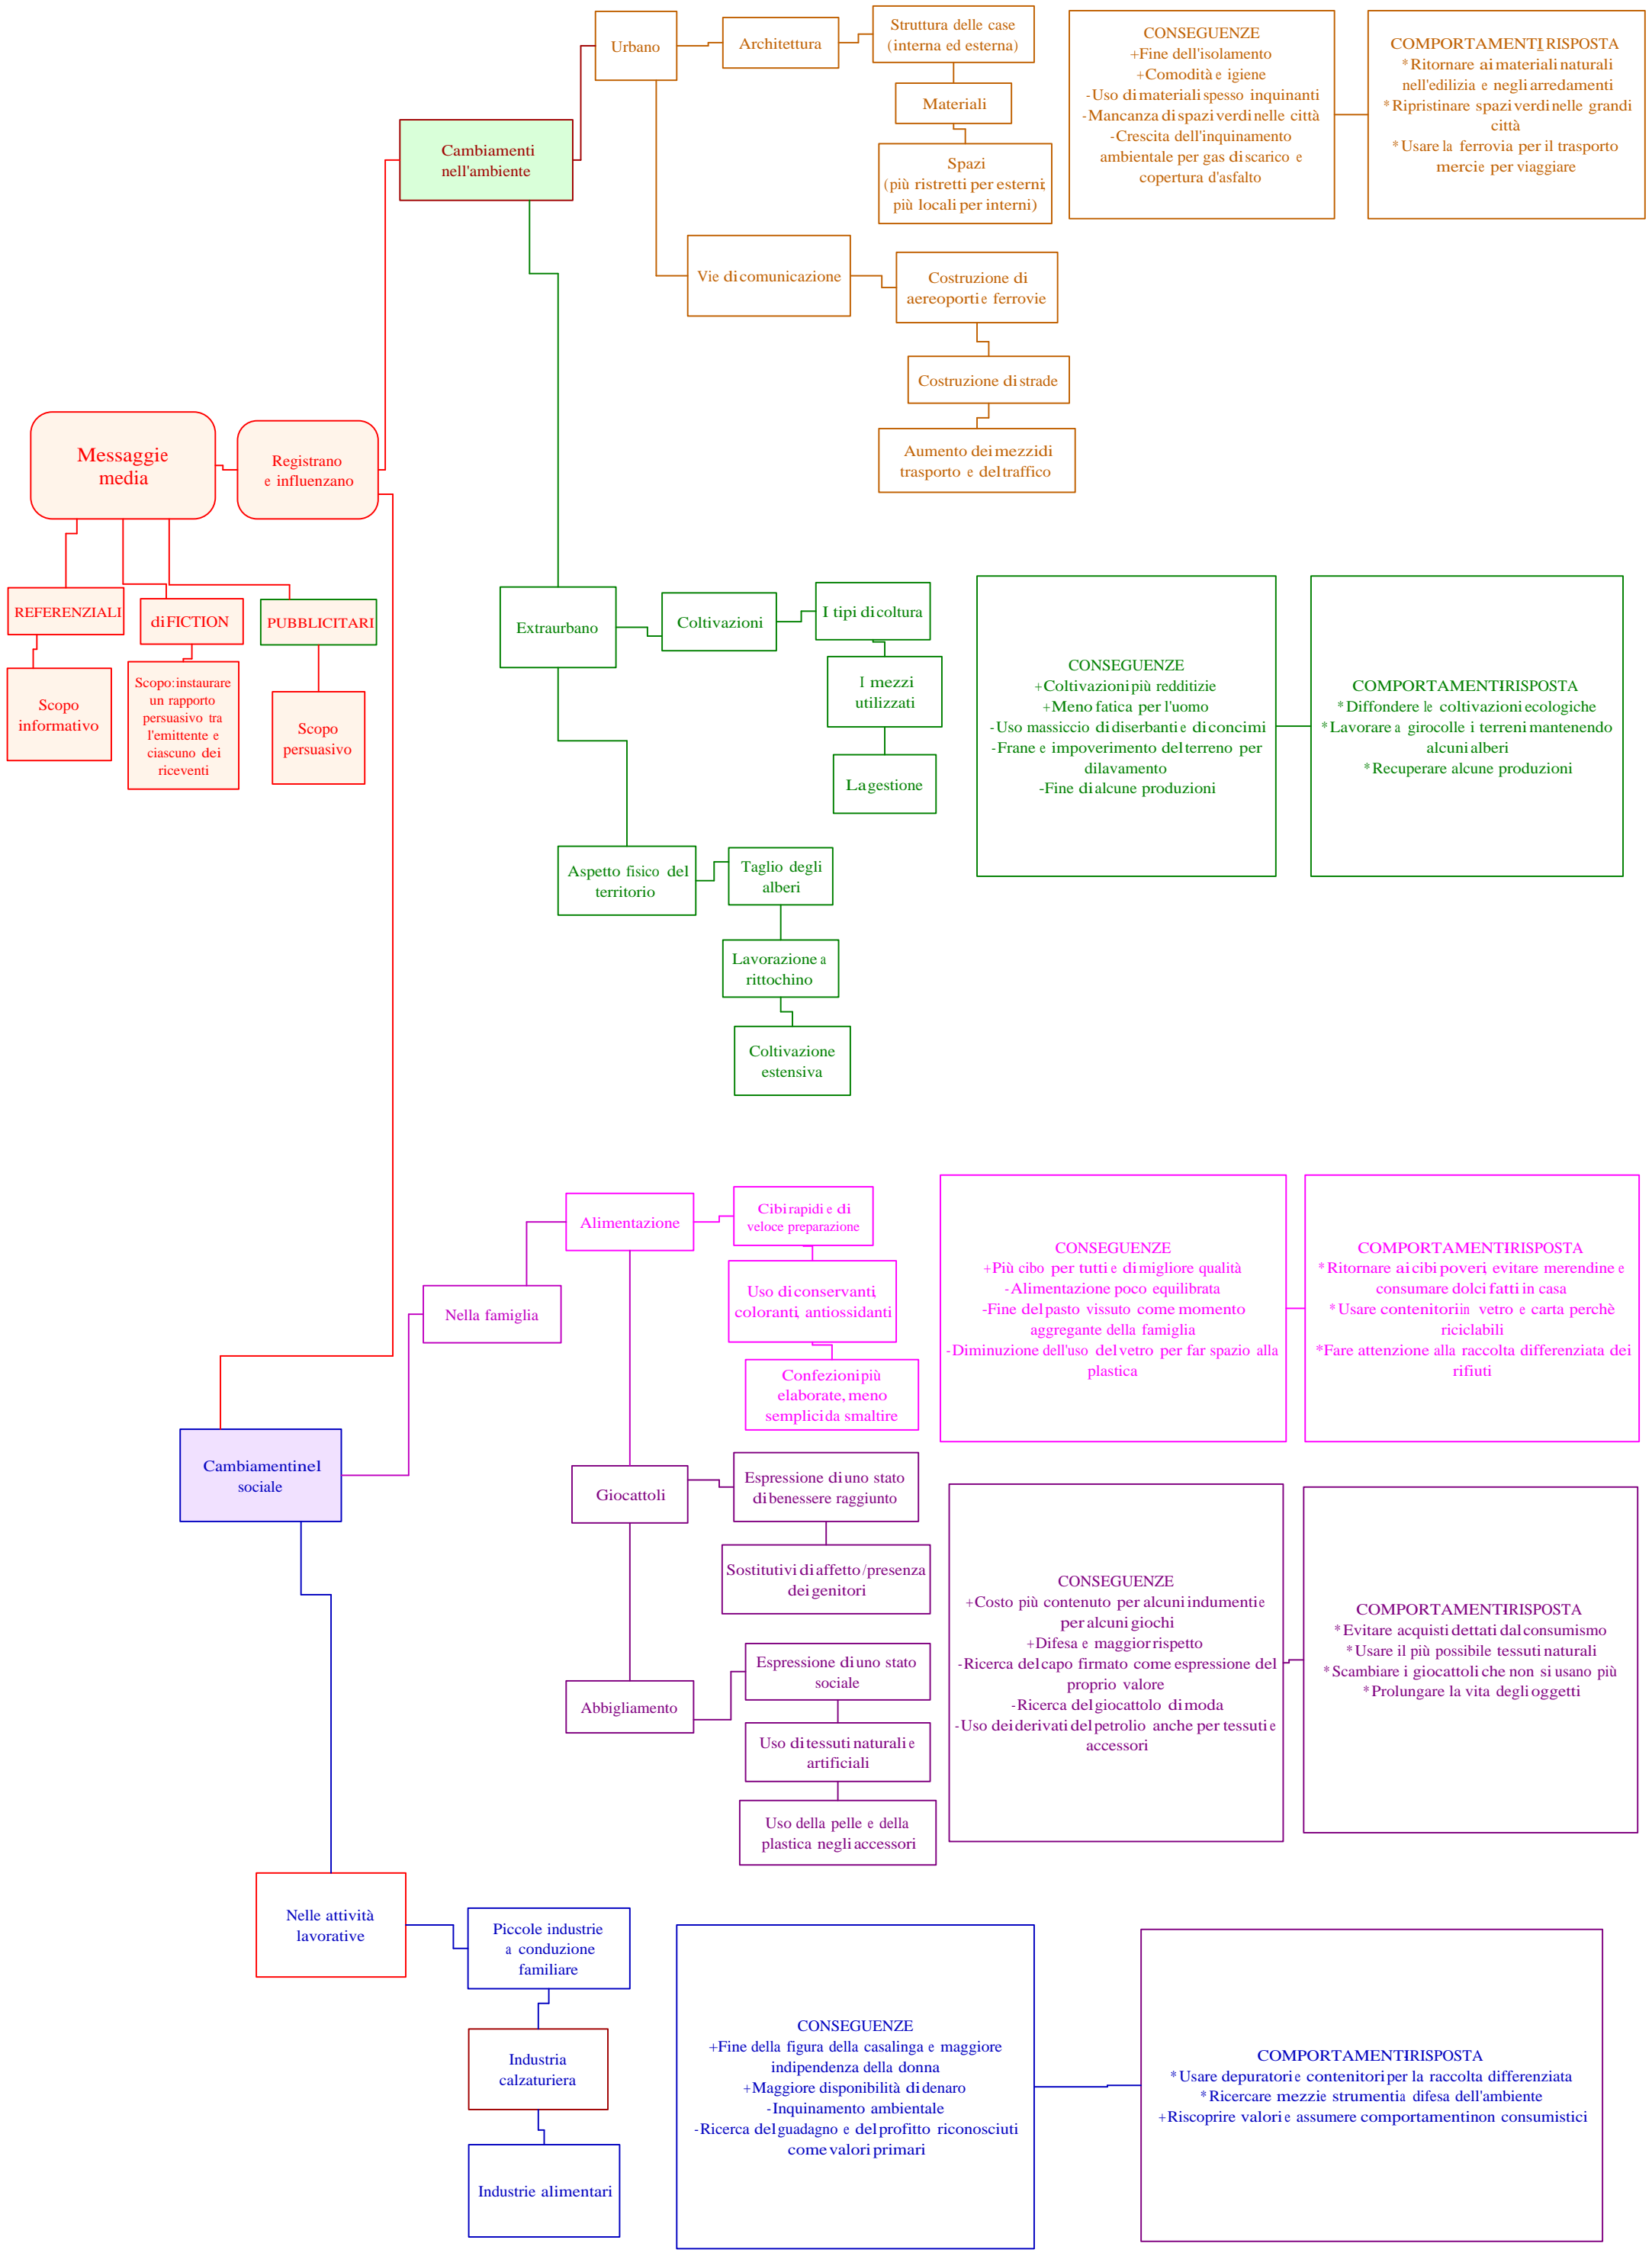 Messaggi e
media
Registrano
e influenzano
REFERENZIALI
di FICTION
PUBBLICITARI
Scopo
informativo
Scopo: instaurare
un rapporto
persuasivo tra
l'emittente e
ciascuno dei
riceventi
Scopo
persuasivo
Cambiamenti
nell'ambiente
Urbano
Architettura
Struttura delle case
(interna ed esterna)
Materiali
Spazi
(più ristretti per esterni,
più locali per interni)
CONSEGUENZE
+Fine dell'isolamento
+Comodità e igiene
-Uso di materiali spesso inquinanti
-Mancanza di spazi verdi nelle città
-Crescita dell'inquinamento
ambientale per gas di scarico e
copertura d'asfalto
COMPORTAMENTI RISPOSTA
*Ritornare ai materiali naturali
nell'edilizia e negli arredamenti
*Ripristinare spazi verdi nelle grandi
città
*Usare la ferrovia per il trasporto
merci e per viaggiare
Vie di comunicazione
Costruzione di
aereoporti e ferrovie
Costruzione di strade
Aumento dei mezzi di
trasporto e del traffico
Extraurbano
Coltivazioni
I tipi di coltura
I mezzi
utilizzati
La gestione
CONSEGUENZE
+Coltivazioni più redditizie
+Meno fatica per l'uomo
-Uso massiccio di diserbanti e di concimi
-Frane e impoverimento del terreno per
dilavamento
-Fine di alcune produzioni
COMPORTAMENTI RISPOSTA
*Diffondere le coltivazioni ecologiche
*Lavorare a girocolle i terreni mantenendo
alcuni alberi
*Recuperare alcune produzioni
Aspetto fisico del
territorio
Taglio degli
alberi
Lavorazione a
rittochino
Coltivazione
estensiva
Cambiamenti nel
sociale
Nella famiglia
Alimentazione
Cibi rapidi e di
veloce preparazione
Uso di conservanti,
coloranti, antiossidanti
Confezioni più
elaborate, meno
semplici da smaltire
CONSEGUENZE
+Più cibo per tutti e di migliore qualità
-Alimentazione poco equilibrata
-Fine del pasto vissuto come momento
aggregante della famiglia
-Diminuzione dell'uso del vetro per far spazio alla
plastica
COMPORTAMENTI RISPOSTA
*Ritornare ai cibi poveri evitare merendine e
consumare dolci fatti in casa
*Usare contenitori in vetro e carta perchè
riciclabili
*Fare attenzione alla raccolta differenziata dei
rifiuti
Giocattoli
Espressione di uno stato
di benessere raggiunto
Sostitutivi di affetto/presenza
dei genitori
Abbigliamento
Espressione di uno stato
sociale
Uso di tessuti naturali e
artificiali
Uso della pelle e della
plastica negli accessori
CONSEGUENZE
+Costo più contenuto per alcuni indumenti e
per alcuni giochi
+Difesa e maggior rispetto
-Ricerca del capo firmato come espressione del
proprio valore
-Ricerca del giocattolo di moda
-Uso dei derivati del petrolio anche per tessuti e
accessori
COMPORTAMENTI RISPOSTA
*Evitare acquisti dettati dal consumismo
*Usare il più possibile tessuti naturali
*Scambiare i giocattoli che non si usano più
*Prolungare la vita degli oggetti
Nelle attività
lavorative
Piccole industrie
a conduzione
familiare
Industria
calzaturiera
Industrie alimentari
CONSEGUENZE
+Fine della figura della casalinga e maggiore
indipendenza della donna
+Maggiore disponibilità di denaro
-Inquinamento ambientale
-Ricerca del guadagno e del profitto riconosciuti
come valori primari
COMPORTAMENTI RISPOSTA
*Usare depuratori e contenitori per la raccolta differenziata
*Ricercare mezzi e strumenti a difesa dell'ambiente
+Riscoprire valori e assumere comportamenti non consumistici